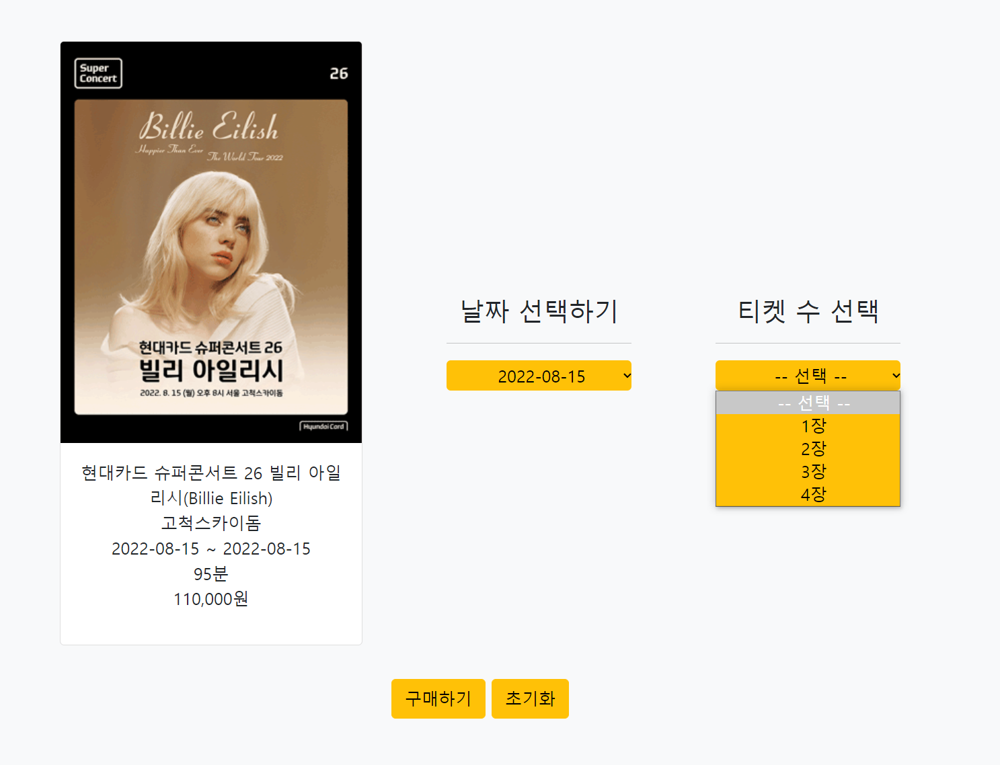 Super
Concert
26
Billie Eilish
Happier Than Ever
The World Tour 2022
현대카드 슈퍼콘서트 26
빌리 아일리시
2022. 8. 15 (월) 오후 8시 서울 고척스카이돔
Hyundai Card
현대카드 슈퍼콘서트 26 빌리 아일
리시(Billie Eilish)
고척스카이돔
2022-08-15 ~ 2022-08-15
95분
110,000원
날짜 선택하기
2022-08-15
티켓 수 선택
-- 선택 --
-- 선택 --
1장
2장
3장
4장
구매하기
초기화